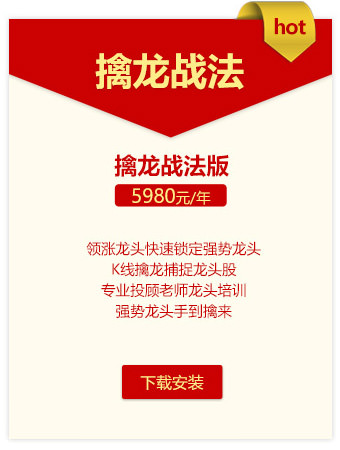 hot
擒龙战法
擒龙战法版
5980元/年
领涨龙头快速锁定强势龙头
K线擒龙捕捉龙头股
专业投顾老师龙头培训
强势龙头手到擒来
下载安装